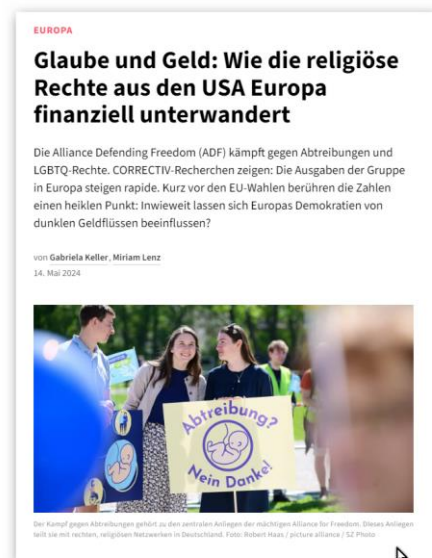 EUROPA
Glaube und Geld: Wie die religiöse
Rechte aus den USA Europa
finanziell unterwandert
Die Alliance Defending Freedom (ADF) kämpft gegen Abtreibungen und
LGBTQ-Rechte. CORRECTIV-Recherchen zeigen: Die Ausgaben der Gruppe
in Europa steigen rapide. Kurz vor den EU-Wahlen berühren die Zahlen
einen heiklen Punkt: Inwieweit lassen sich Europas Demokratien von
dunklen Geldflüssen beeinflussen?
von Gabriela Keller, Miriam Lenz
14. Mai 2024
Abtreibung?
Nein Danke!
Der Kampf gegen Abtreibungen gehört zu den zentralen Anliegen der mächtigen Alliance for Freedom. Dieses Anliegen
teilt sie mit rechten, religiösen Netzwerken in Deutschland. Foto: Robert Haas / picture alliance / SZ Photo